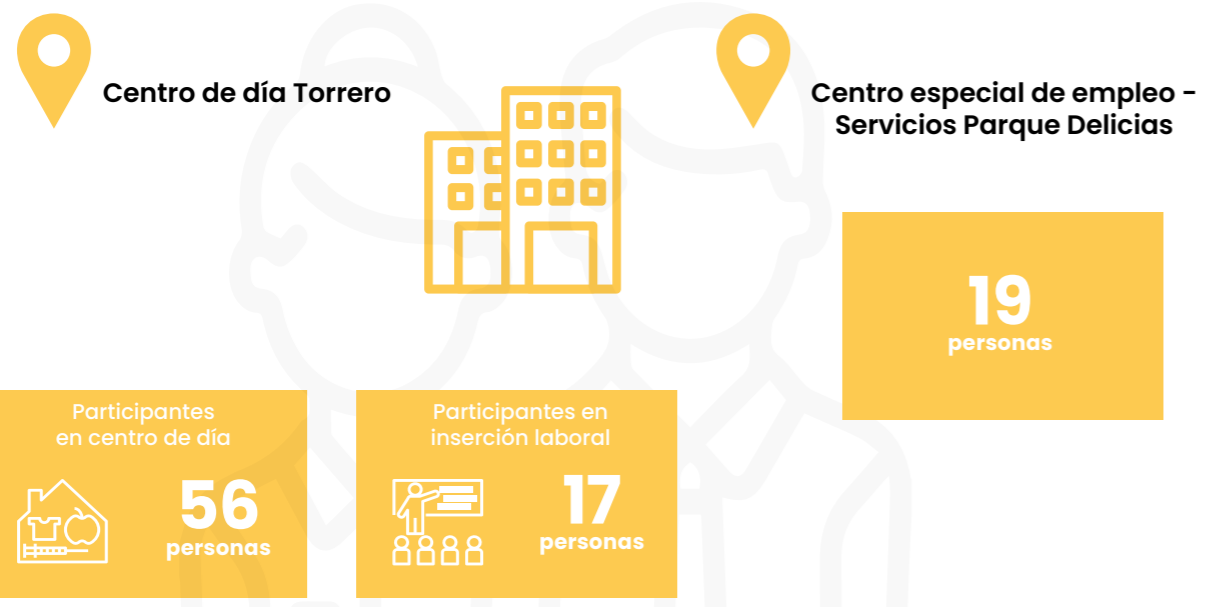 Centro de día Torrero
Participantes
en centro de día
56
personas
Participantes en
inserción laboral
17
personas
Centro especial de empleo -
Servicios Parque Delicias
19
personas